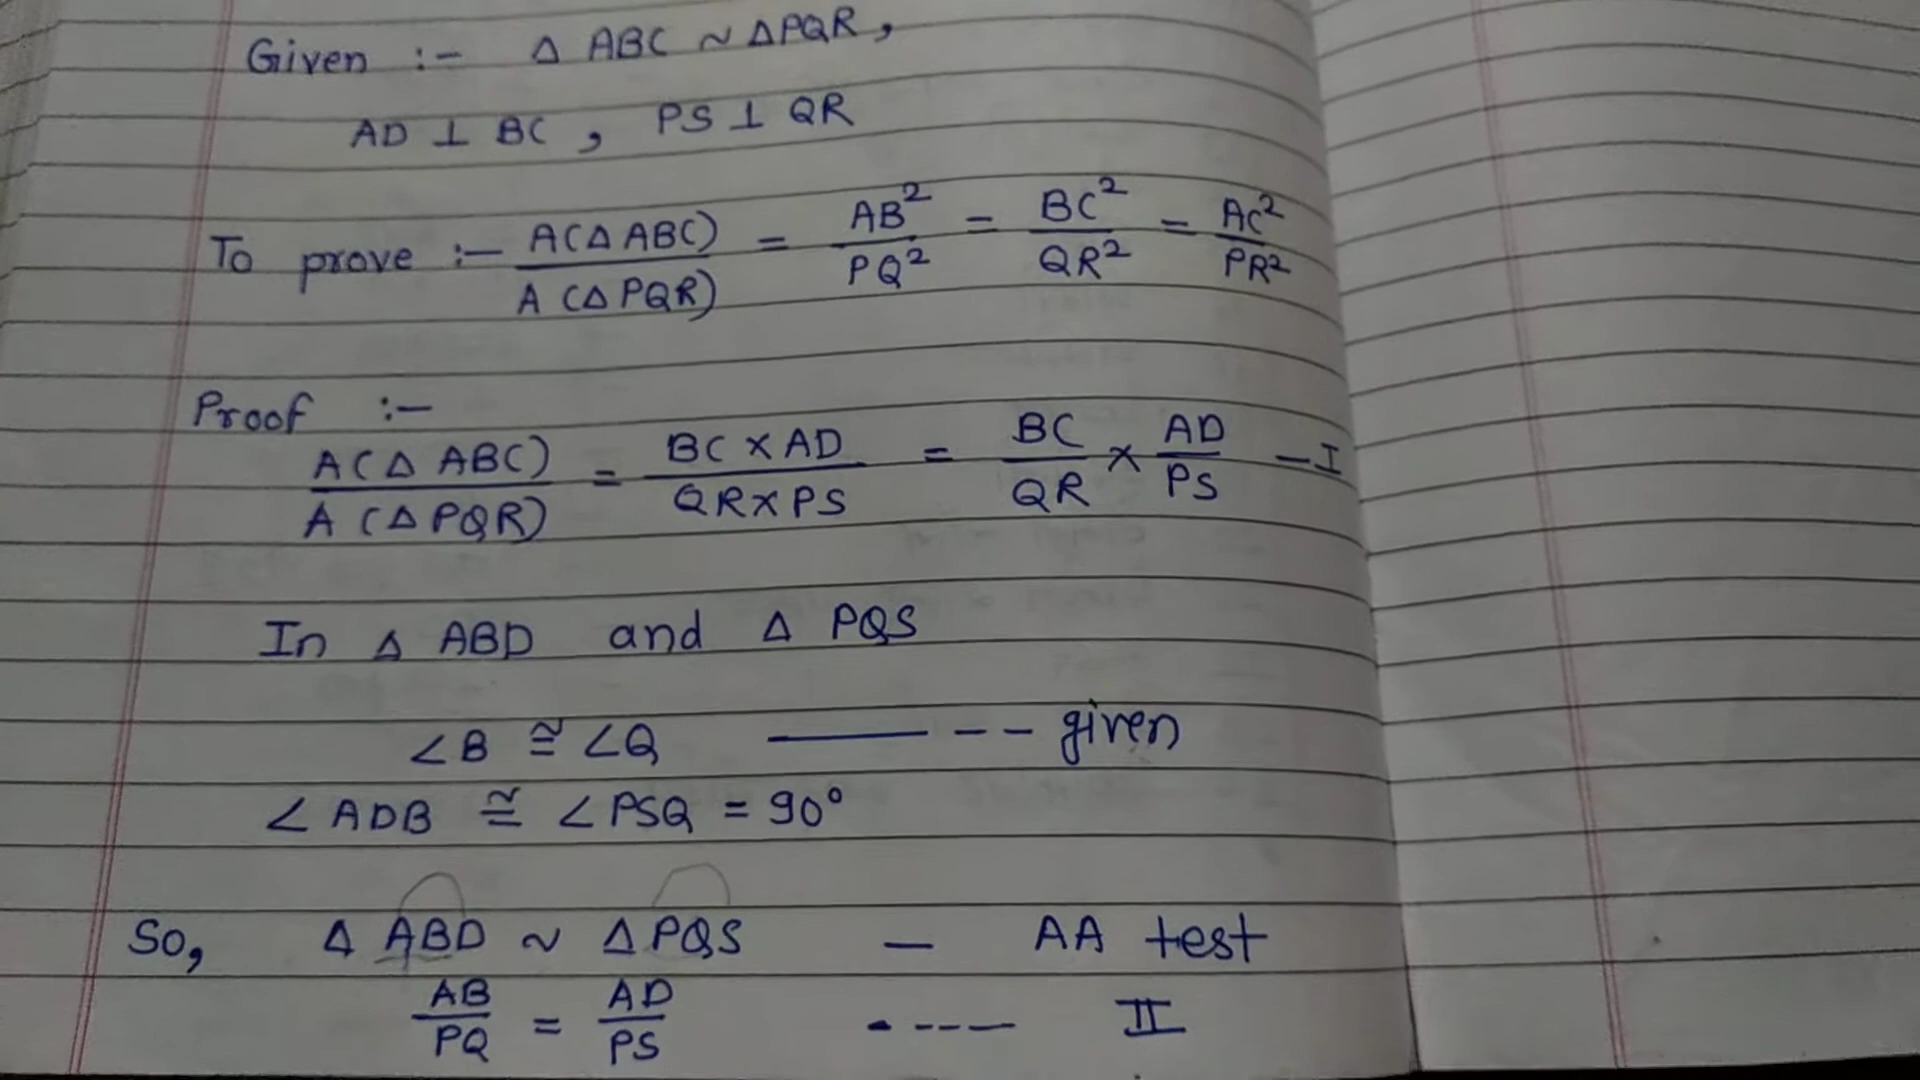 Given :- Δ ABC ~ ΔPQR,
AD ⊥ BC , PS ⊥ QR
To prove :- A(Δ ABC) / A (Δ PQR) = AB² / PQ² = BC² / QR² = AC² / PR²
Proof :-
A(Δ ABC) / A (Δ PQR) = BC × AD / QR × PS = BC / QR × AD / PS - I
In Δ ABD and Δ PQS
∠B ≅ ∠Q ——— -- given
∠ ADB ≅ ∠ PSQ = 90°
So, Δ ABD ~ Δ PQS — AA test
AB / PQ = AD / PS ---- II